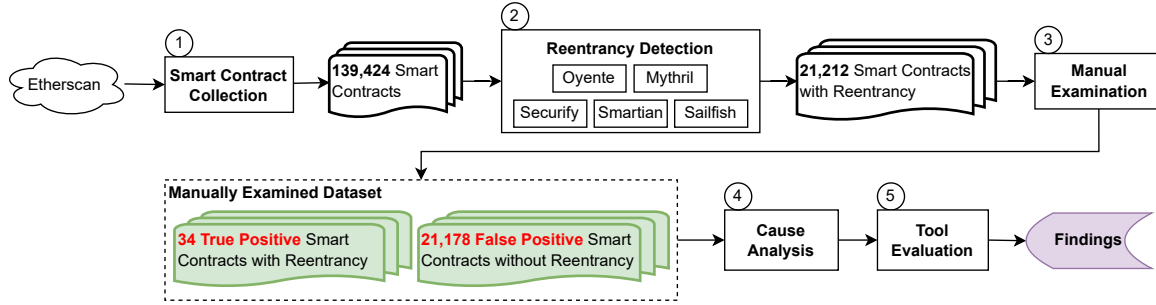 1
2
3
Etherscan
Smart Contract
Collection
139,424 Smart
Contracts
Reentrancy Detection
Oyente
Mythril
Securify
Smartian
Sailfish
21,212 Smart Contracts
with Reentrancy
Manual
Examination
Manually Examined Dataset
34 True Positive Smart
Contracts with Reentrancy
21,178 False Positive Smart
Contracts without Reentrancy
4
Cause
Analysis
5
Tool
Evaluation
Findings